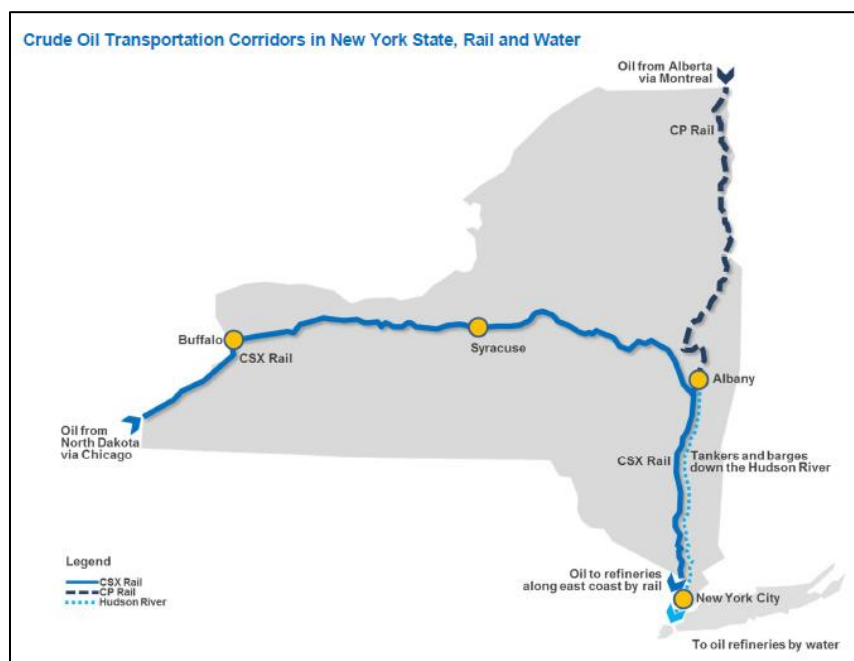 Crude Oil Transportation Corridors in New York State, Rail and Water
Oil from Alberta
via Montreal
CP Rail
Buffalo
CSX Rail
Syracuse
Albany
Oil from
North Dakota
via Chicago
CSX Rail
Tankers and barges
down the Hudson River
Legend
CSX Rail
CP Rail
Hudson River
Oil to refineries
along east coast by rail
New York City
To oil refineries by water